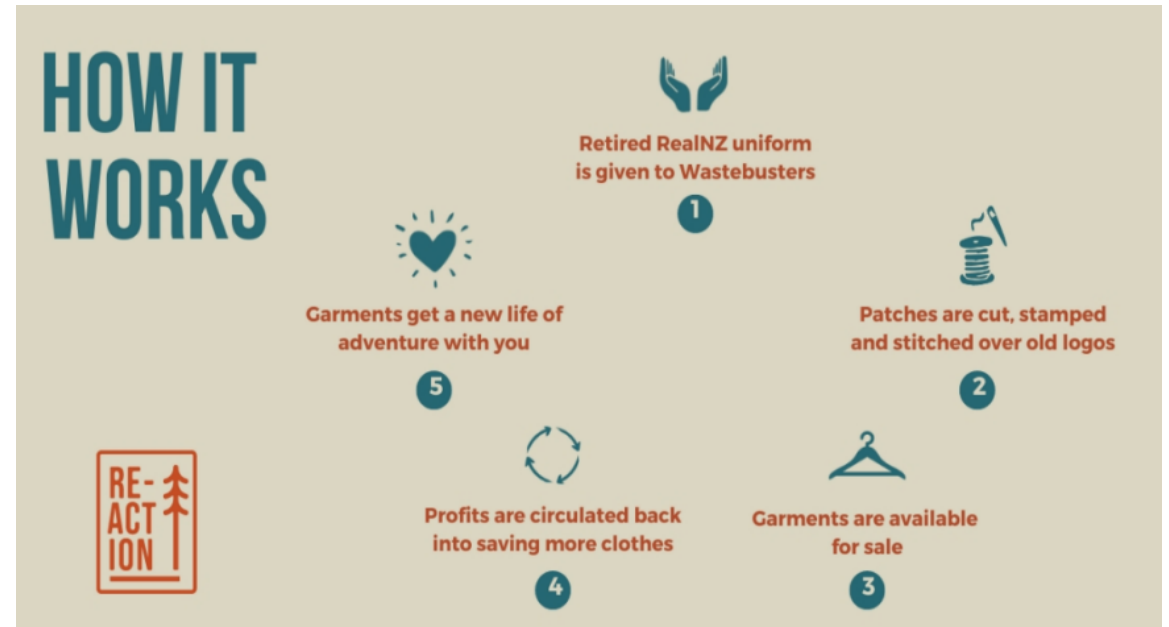 HOW IT
WORKS
Retired RealNZ uniform
is given to Wastebusters
1
Patches are cut, stamped
and stitched over old logos
2
Garments are available
for sale
3
Profits are circulated back
into saving more clothes
4
Garments get a new life of
adventure with you
5
RE-
ACT
ION